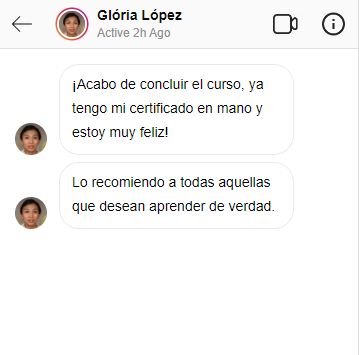 Glória López
Active 2h Ago
¡Acabo de concluir el curso, ya
tengo mi certificado en mano y
estoy muy feliz!
Lo recomiendo a todas aquellas
que desean aprender de verdad.